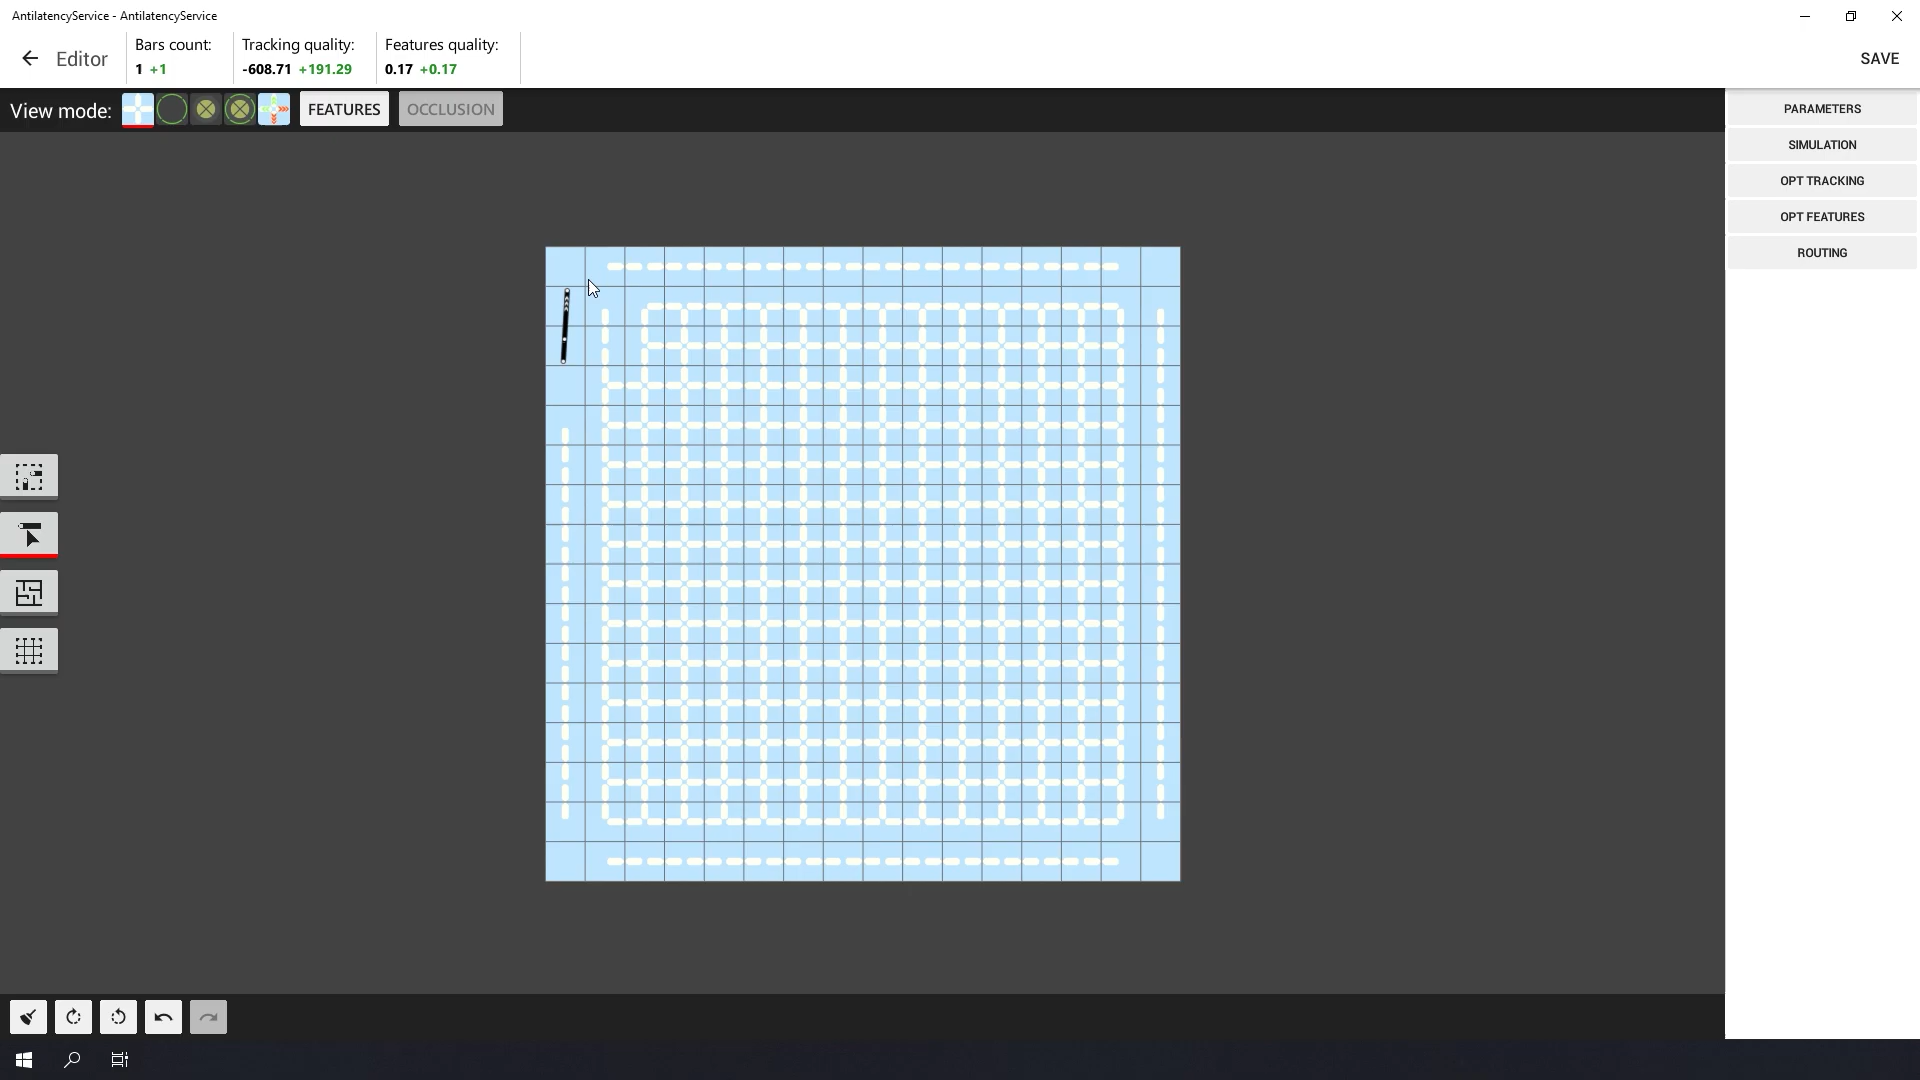 AntilatencyService - AntilatencyService
Editor
Bars count:
1 +1
Tracking quality:
-608.71 +191.29
Features quality:
0.17 +0.17
SAVE
View mode:
FEATURES
OCCLUSION
PARAMETERS
SIMULATION
OPT TRACKING
OPT FEATURES
ROUTING